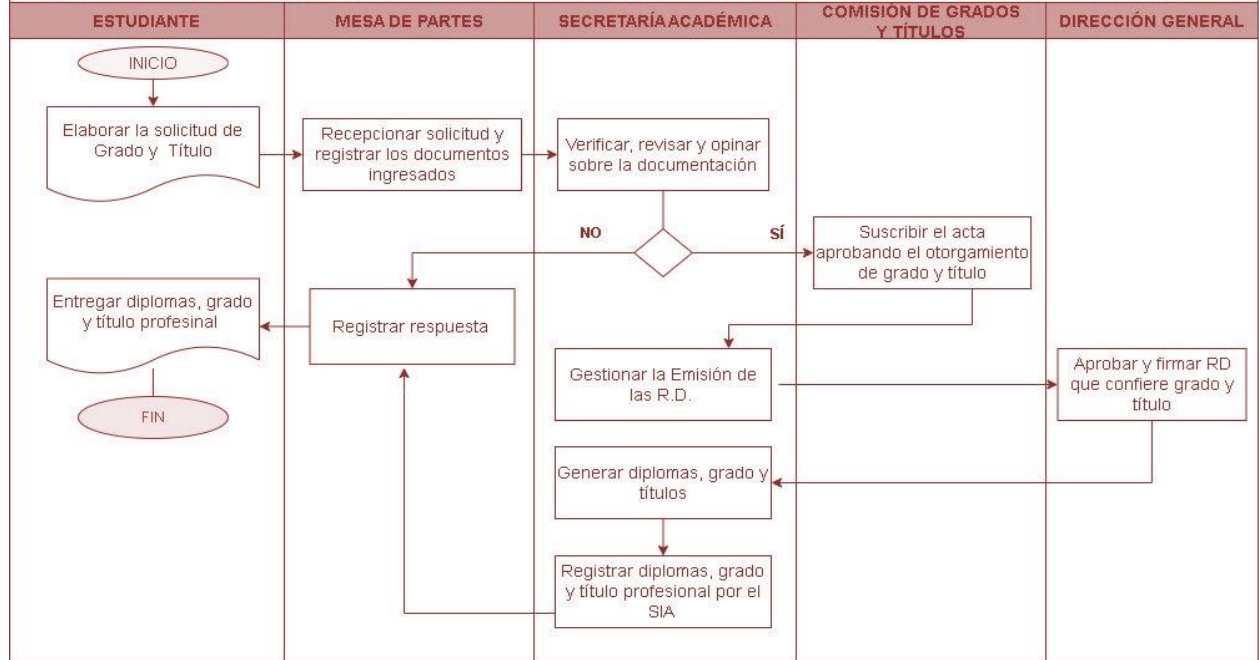 ESTUDIANTE
MESA DE PARTES
SECRETARÍA ACADÉMICA
COMISIÓN DE GRADOS
Y TÍTULOS
DIRECCIÓN GENERAL
INICIO
Elaborar la solicitud de
Grado y Título
Recepcionar solicitud y
registrar los documentos
ingresados
Verificar, revisar y opinar
sobre la documentación
NO
SÍ
Suscribir el acta
aprobando el otorgamiento
de grado y título
Entregar diplomas, grado
y título profesinal
Registrar respuesta
Gestionar la Emisión de
las R.D.
Aprobar y firmar RD
que confiere grado y
título
FIN
Generar diplomas, grado y
títulos
Registrar diplomas, grado
y título profesional por el
SIA